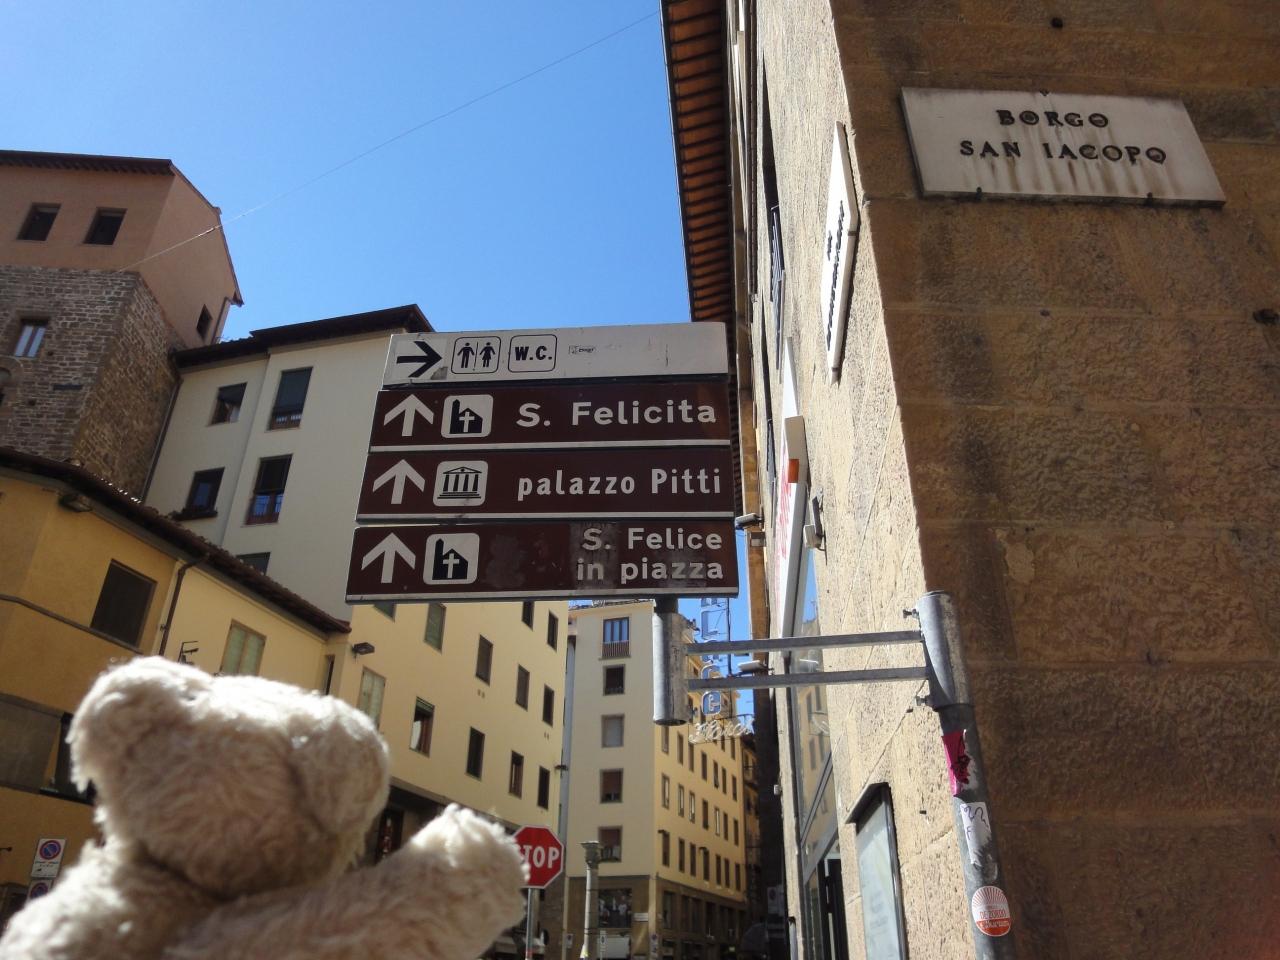 BORGO
SAN IACOPO
W.C.
S. Felicita
palazzo Pitti
S. Felice
in piazza
STOP